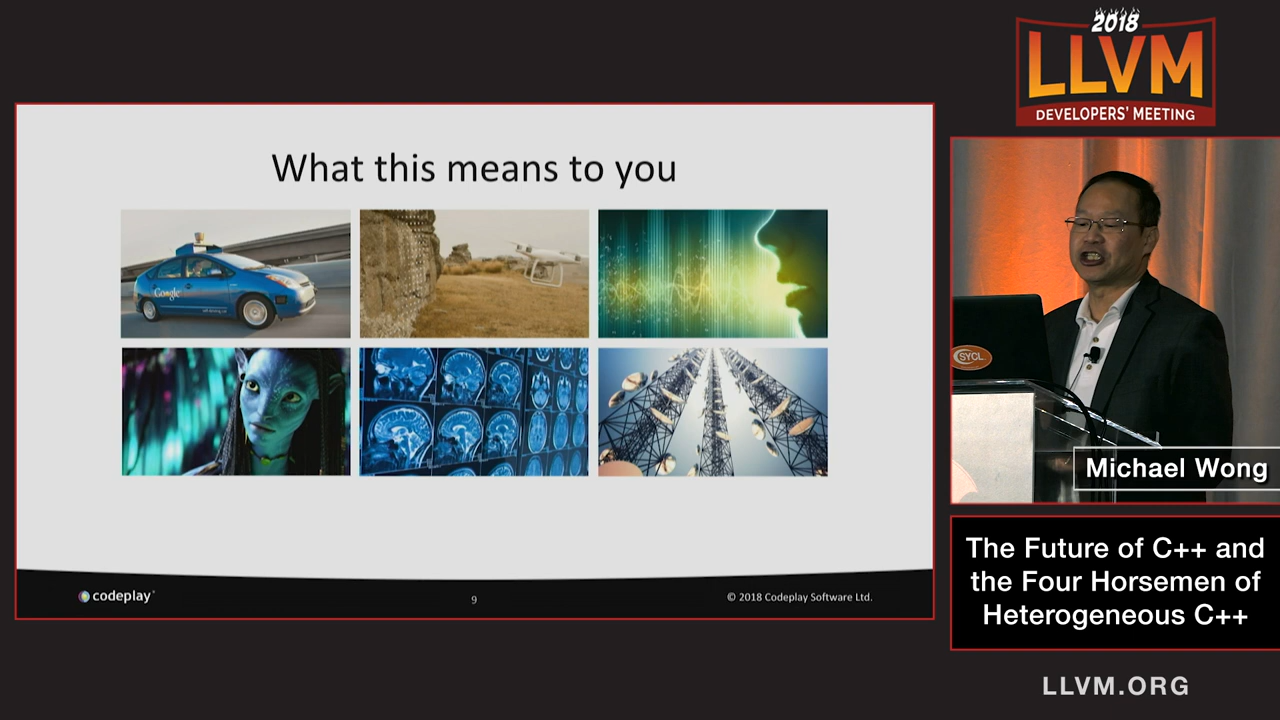 2018
LLVM
DEVELOPERS' MEETING
What this means to you
Google
SYCL
Michael Wong
codeplay
9
© 2018 Codeplay Software Ltd.
The Future of C++ and
the Four Horsemen of
Heterogeneous C++
LLVM.ORG